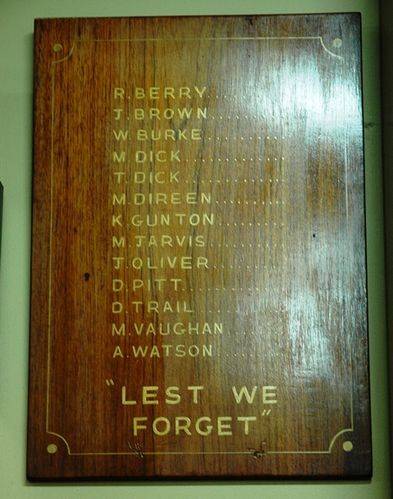 R. BERRY..........
J. BROWN..........
W. BURKE..........
M. DICK............
T. DICK.............
M. DIREEN.........
K. GUNTON.........
M. JARVIS..........
J. OLIVER..........
D. PITT.............
D. TRAIL...........
M. VAUGHAN.......
A. WATSON........
"LEST WE
FORGET"